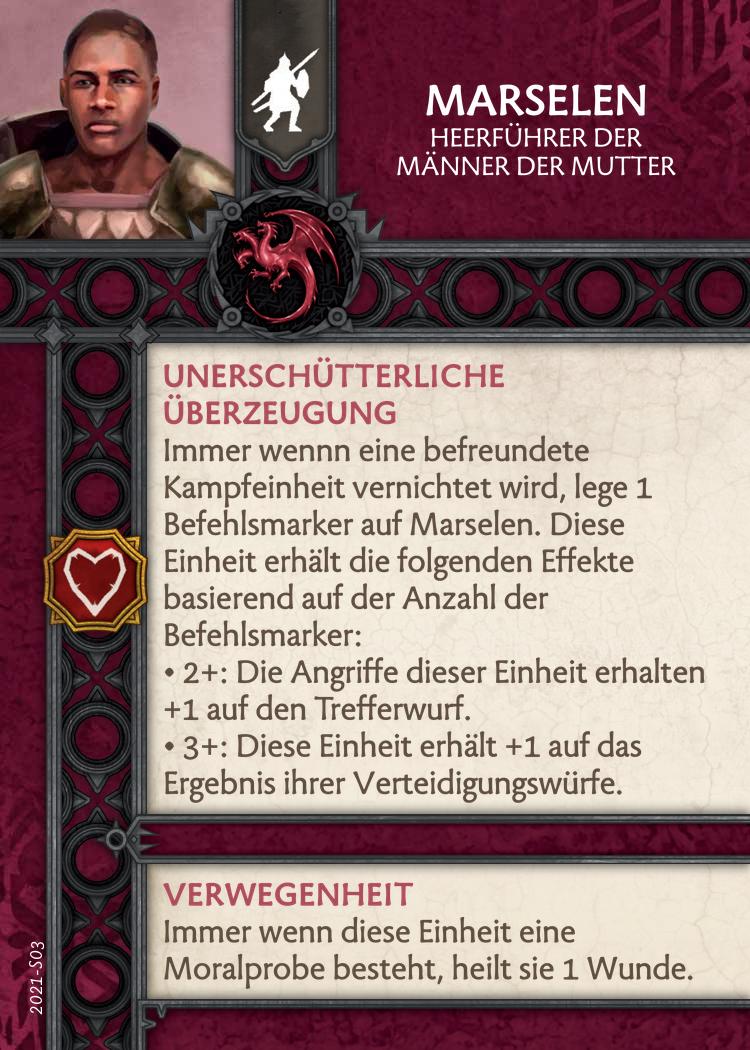 MARSELEN
HEERFÜHRER DER
MÄNNER DER MUTTER
UNERSCHÜTTERLICHE
ÜBERZEUGUNG
Immer wennn eine befreundete
Kampfeinheit vernichtet wird, lege 1
Befehlsmarker auf Marselen. Diese
Einheit erhält die folgenden Effekte
basierend auf der Anzahl der
Befehlsmarker:
• 2+: Die Angriffe dieser Einheit erhalten
+1 auf den Trefferwurf.
• 3+: Diese Einheit erhält +1 auf das
Ergebnis ihrer Verteidigungswürfe.
VERWEGENHEIT
Immer wenn diese Einheit eine
Moralprobe besteht, heilt sie 1 Wunde.
2021-S03